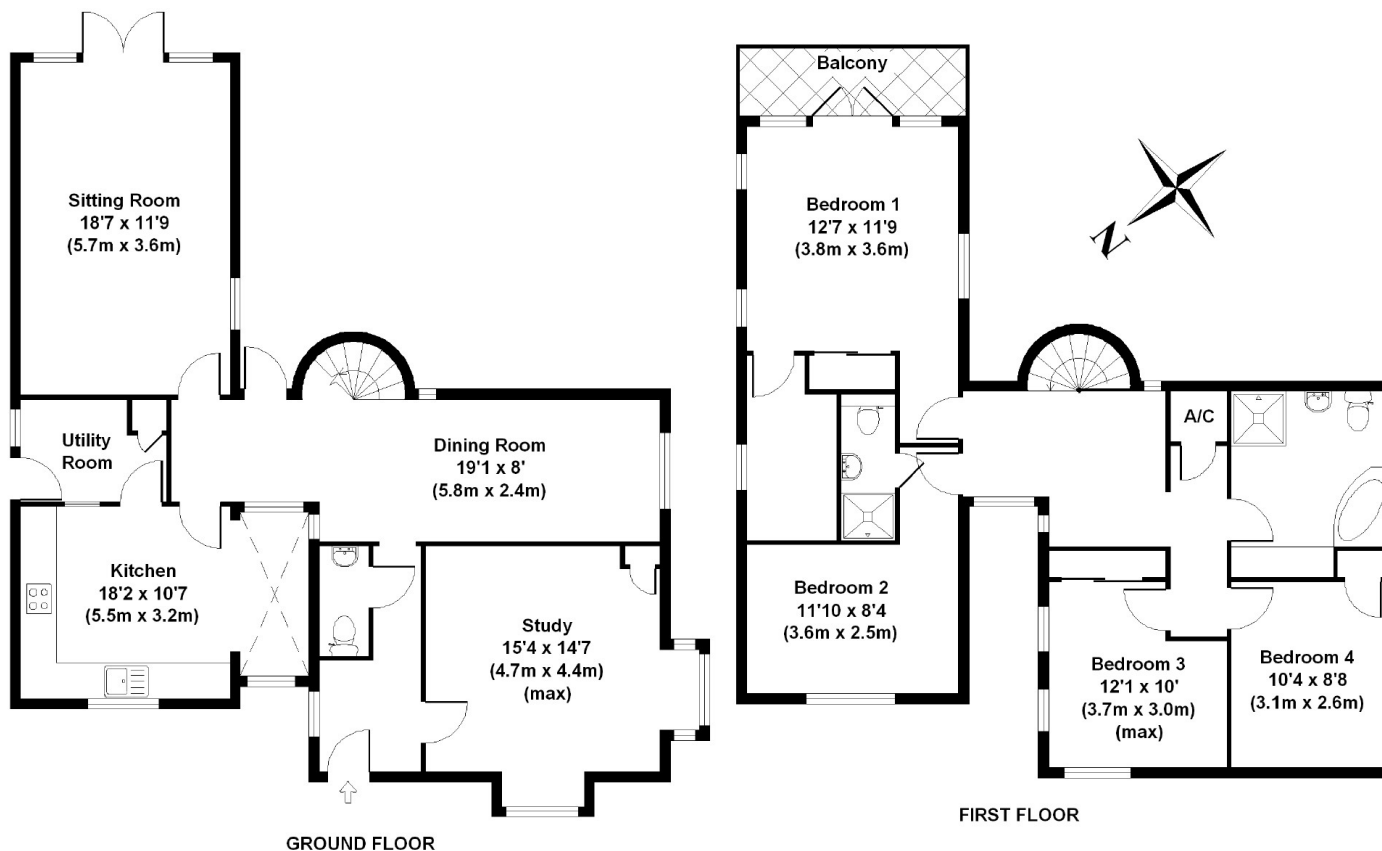 Sitting Room
18'7 x 11'9
(5.7m x 3.6m)
Utility
Room
Dining Room
19'1 x 8'
(5.8m x 2.4m)
Kitchen
18'2 x 10'7
(5.5m x 3.2m)
Study
15'4 x 14'7
(4.7m x 4.4m)
(max)
GROUND FLOOR
Balcony
Bedroom 1
12'7 x 11'9
(3.8m x 3.6m)
N
A/C
Bedroom 2
11'10 x 8'4
(3.6m x 2.5m)
Bedroom 3
12'1 x 10'
(3.7m x 3.0m)
(max)
Bedroom 4
10'4 x 8'8
(3.1m x 2.6m)
FIRST FLOOR